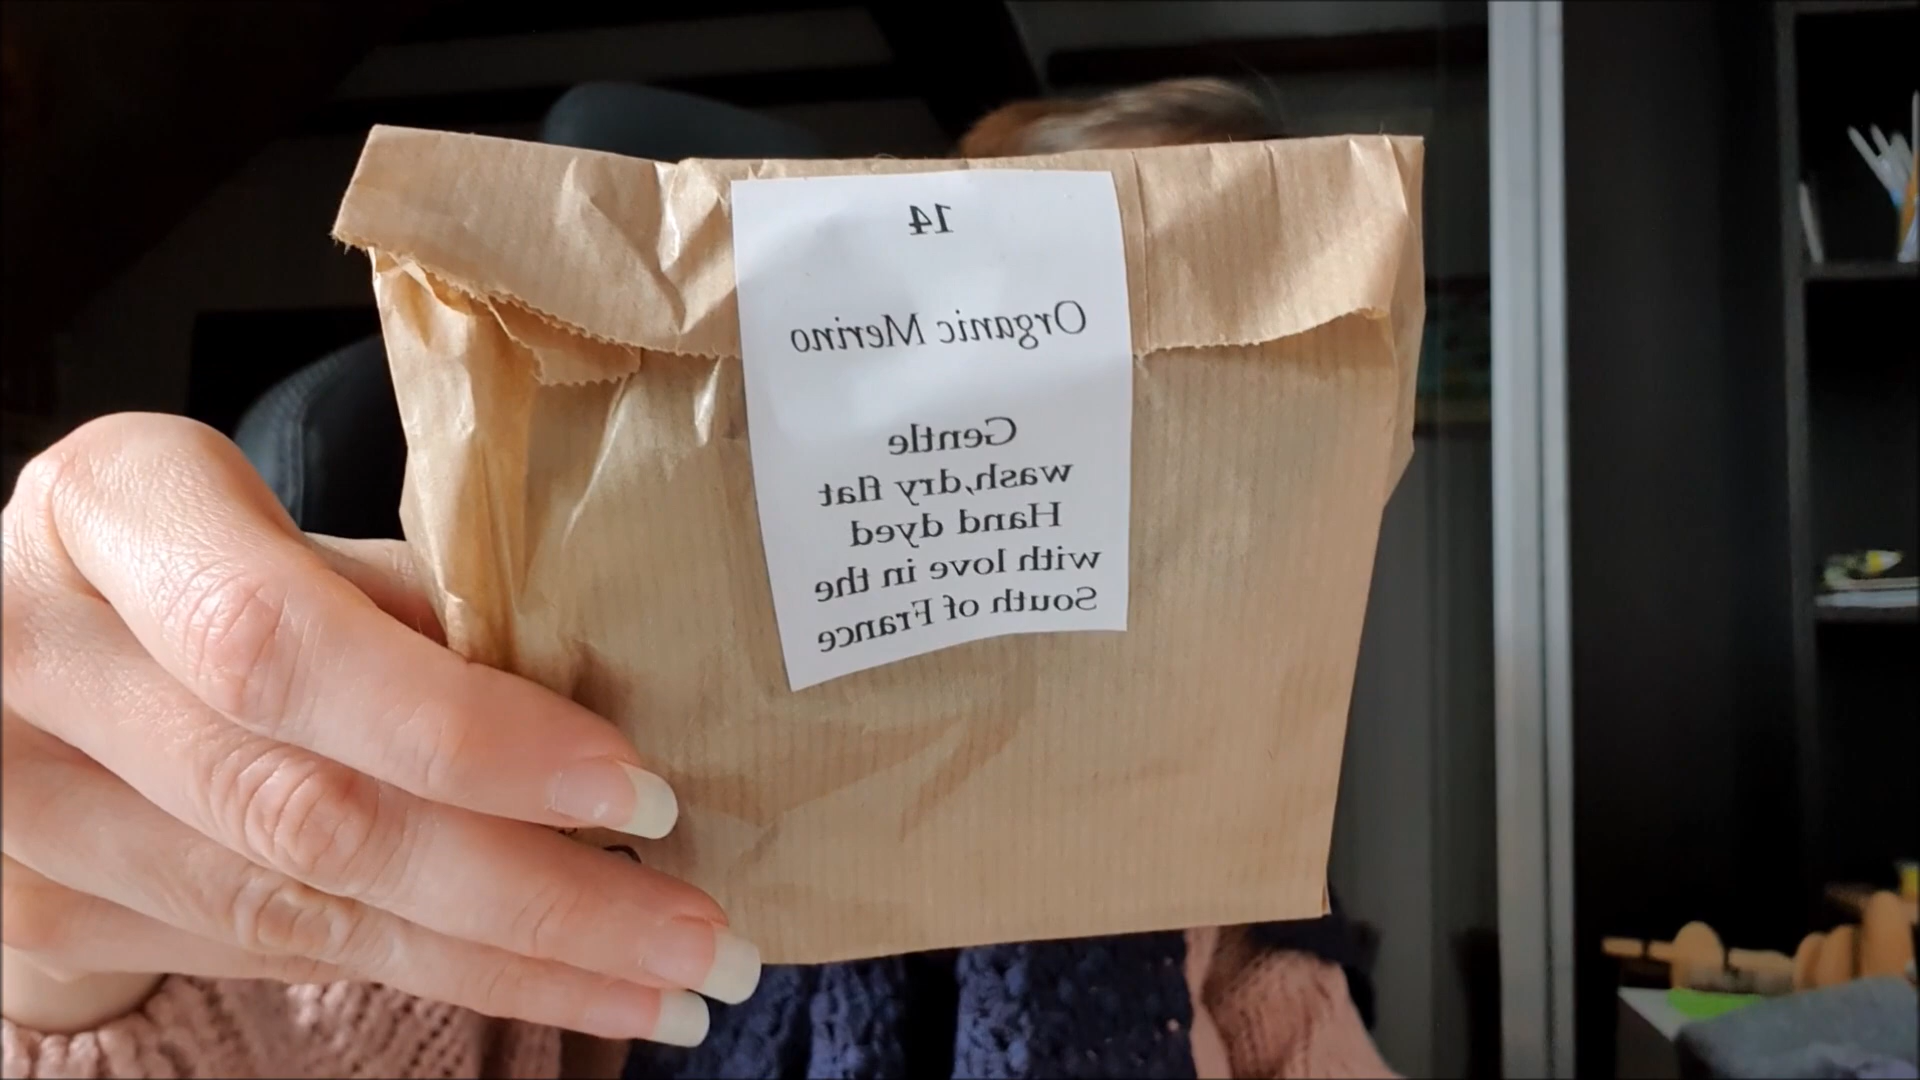 14
Organic Merino
Gentle
wash,dry flat
Hand dyed
with love in the
South of France